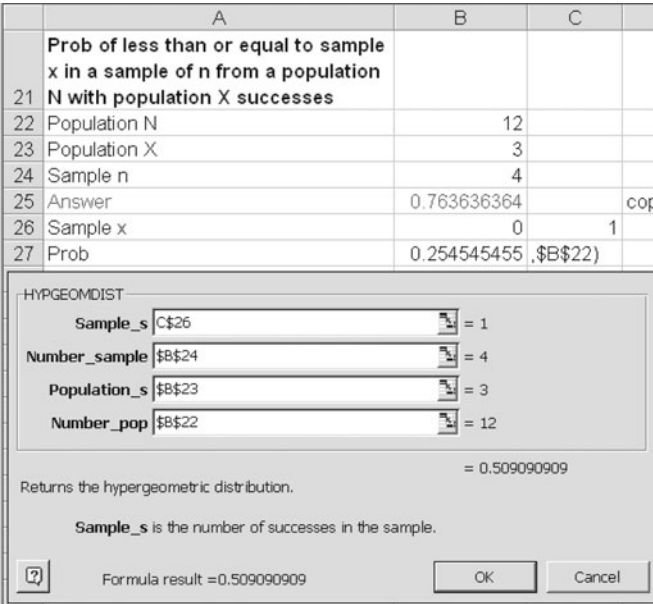 A B C
Prob of less than or equal to sample
x in a sample of n from a population
21 N with population X successes
22 Population N 12
23 Population X 3
24 Sample n 4
25 Answer 0.763636364 cop
26 Sample x 0 1
27 Prob 0.254545455 ,$B$22)
HYPGEOMDIST
Sample_s C$26 = 1
Number_sample $B$24 = 4
Population_s $B$23 = 3
Number_pop $B$22 = 12
= 0.509090909
Returns the hypergeometric distribution.
Sample_s is the number of successes in the sample.
? Formula result =0.509090909 OK Cancel